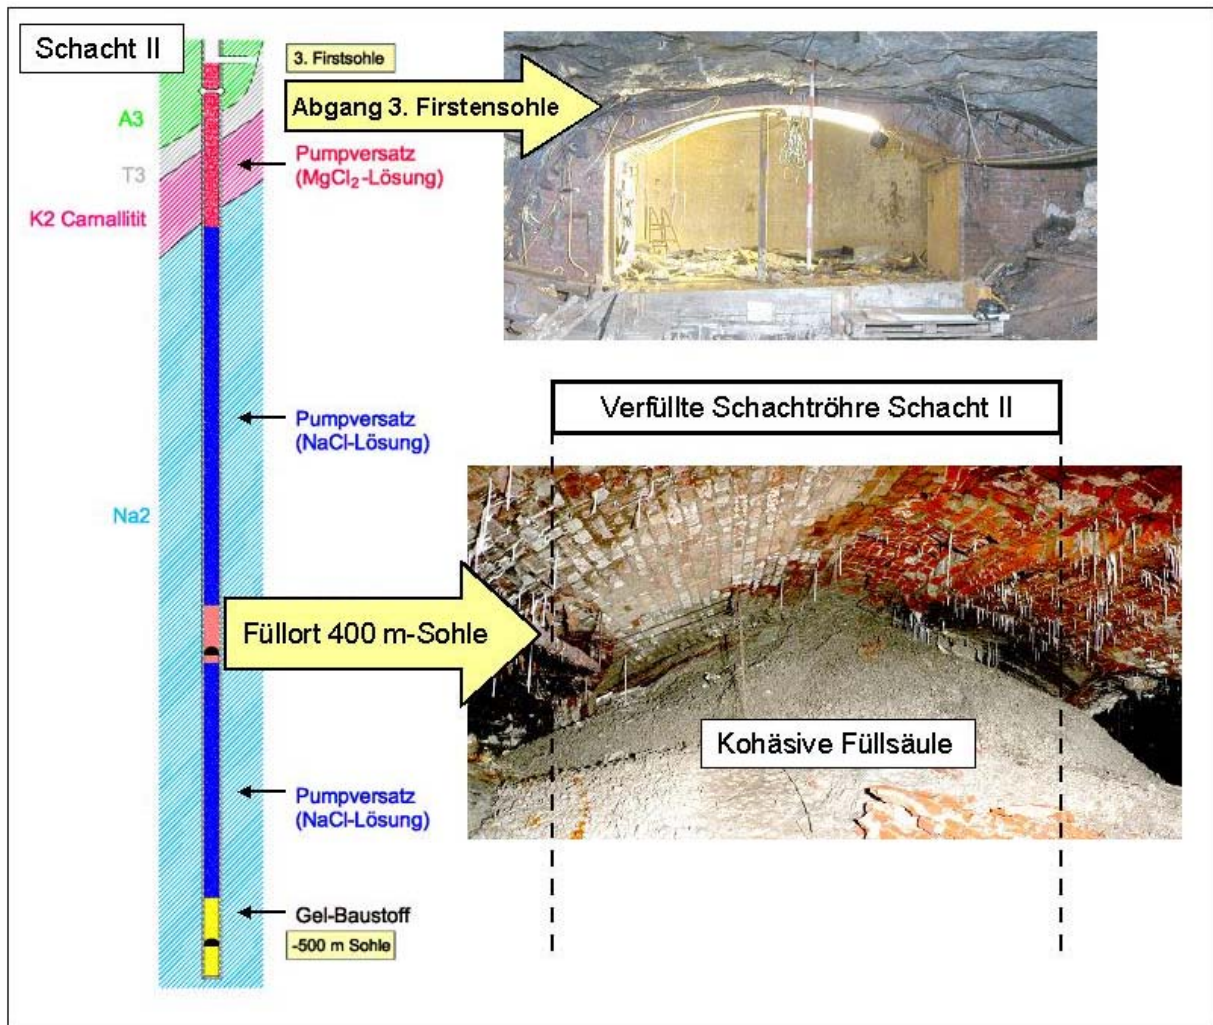 Schacht II
3. Firstsohle
Abgang 3. Firstensohle
A3
Pumpversatz
(MgCl₂-Lösung)
T3
K2 Carnallitit
Verfüllte Schachtröhre Schacht II
Pumpversatz
(NaCl-Lösung)
Na2
Füllort 400 m-Sohle
Kohäsive Füllsäule
Pumpversatz
(NaCl-Lösung)
Gel-Baustoff
-500 m Sohle